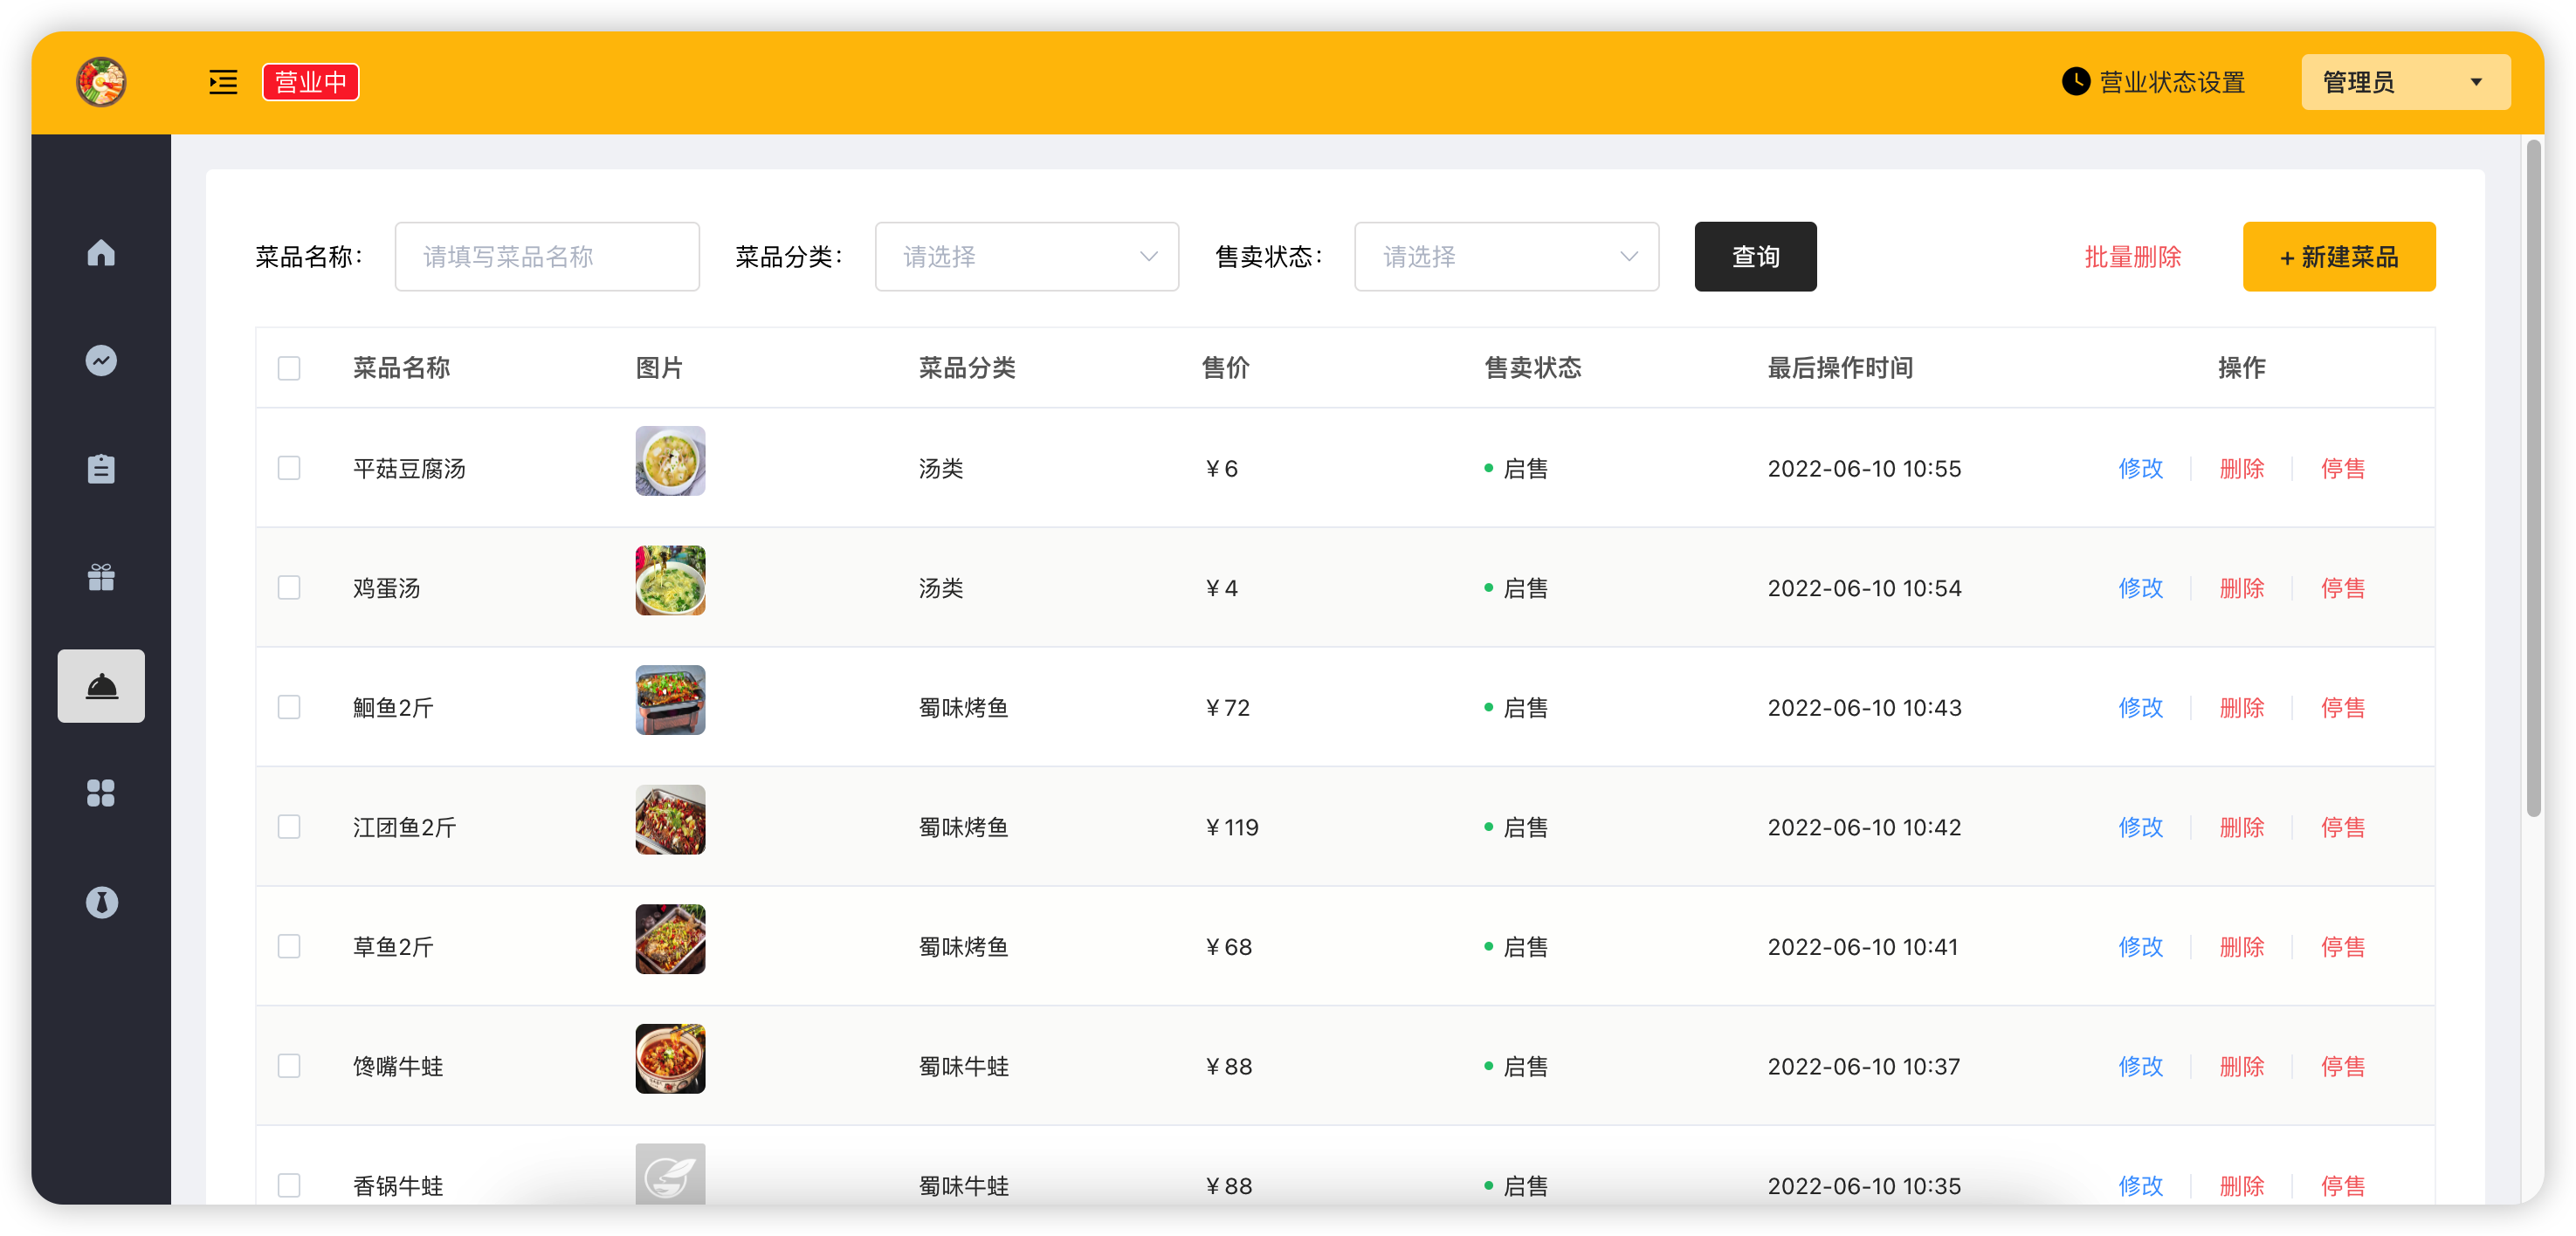 营业中 营业状态设置 管理员
菜品名称： 请填写菜品名称 菜品分类： 请选择 售卖状态： 请选择 查询 批量删除 + 新建菜品
菜品名称 图片 菜品分类 售价 售卖状态 最后操作时间 操作
平菇豆腐汤 汤类 ￥6 启售 2022-06-10 10:55 修改 删除 停售
鸡蛋汤 汤类 ￥4 启售 2022-06-10 10:54 修改 删除 停售
鮰鱼2斤 蜀味烤鱼 ￥72 启售 2022-06-10 10:43 修改 删除 停售
江团鱼2斤 蜀味烤鱼 ￥119 启售 2022-06-10 10:42 修改 删除 停售
草鱼2斤 蜀味烤鱼 ￥68 启售 2022-06-10 10:41 修改 删除 停售
馋嘴牛蛙 蜀味牛蛙 ￥88 启售 2022-06-10 10:37 修改 删除 停售
香锅牛蛙 蜀味牛蛙 ￥88 启售 2022-06-10 10:35 修改 删除 停售